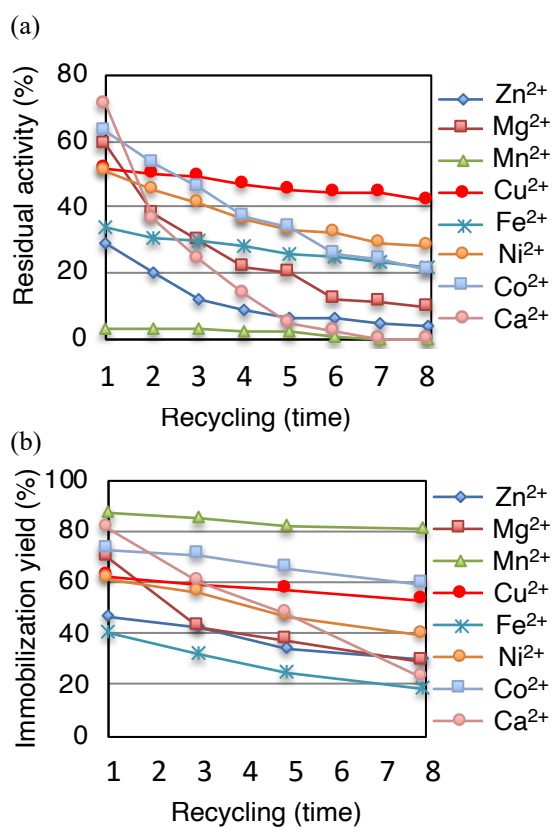 (a)
80
60
40
20
0
Residual activity (%)
1 2 3 4 5 6 7 8
Recycling (time)
Zn²⁺
Mg²⁺
Mn²⁺
Cu²⁺
Fe²⁺
Ni²⁺
Co²⁺
Ca²⁺
(b)
100
80
60
40
20
0
Immobilization yield (%)
1 2 3 4 5 6 7 8
Recycling (time)
Zn²⁺
Mg²⁺
Mn²⁺
Cu²⁺
Fe²⁺
Ni²⁺
Co²⁺
Ca²⁺